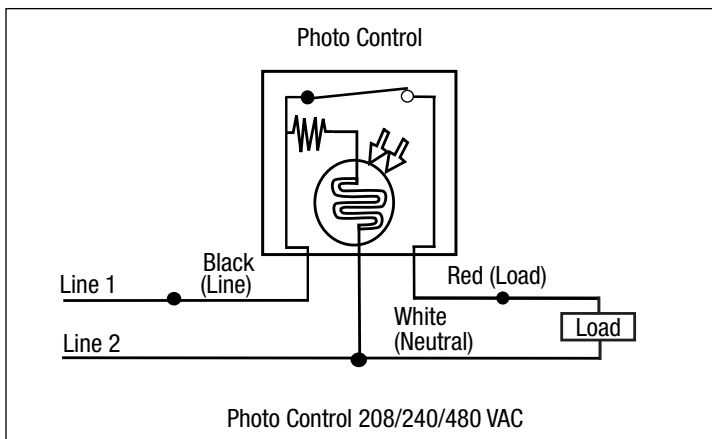 Photo Control
Black
(Line)
Line 1
Red (Load)
White
(Neutral)
Load
Line 2
Photo Control 208/240/480 VAC